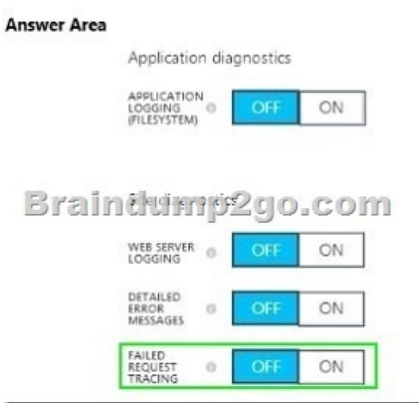 Answer Area
Application diagnostics
APPLICATION
LOGGING
(FILESYSTEM)
OFF ON
Braindump2go.com
WEB SERVER
LOGGING
OFF ON
DETAILED
ERROR
MESSAGES
OFF ON
FAILED
REQUEST
TRACING
OFF ON